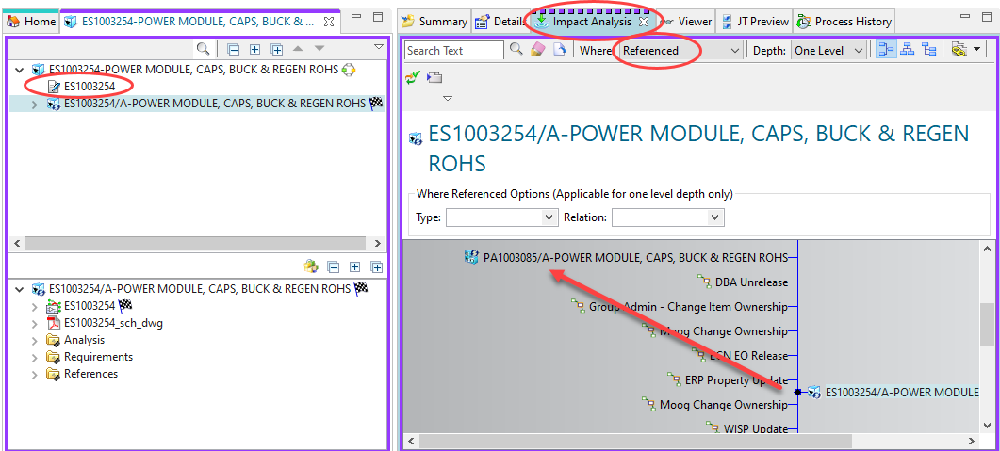 Home
ES1003254-POWER MODULE, CAPS, BUCK & ...
ES1003254-POWER MODULE, CAPS, BUCK & REGEN ROHS
ES1003254
ES1003254/A-POWER MODULE, CAPS, BUCK & REGEN ROHS
ES1003254/A-POWER MODULE, CAPS, BUCK & REGEN ROHS
ES1003254
ES1003254_sch_dwg
Analysis
Requirements
References
Summary
Details
Impact Analysis
Viewer
JT Preview
Process History
Search Text
Where
Referenced
Depth:
One Level
ES1003254/A-POWER MODULE, CAPS, BUCK & REGEN
ROHS
Where Referenced Options (Applicable for one level depth only)
Type:
Relation:
PA1003085/A-POWER MODULE, CAPS, BUCK & REGEN ROHS
DBA Unrelease
Group Admin - Change Item Ownership
Moog Change Ownership
ECN EO Release
ERP Property Update
ES1003254/A-POWER MODULE
Moog Change Ownership
WISP Update